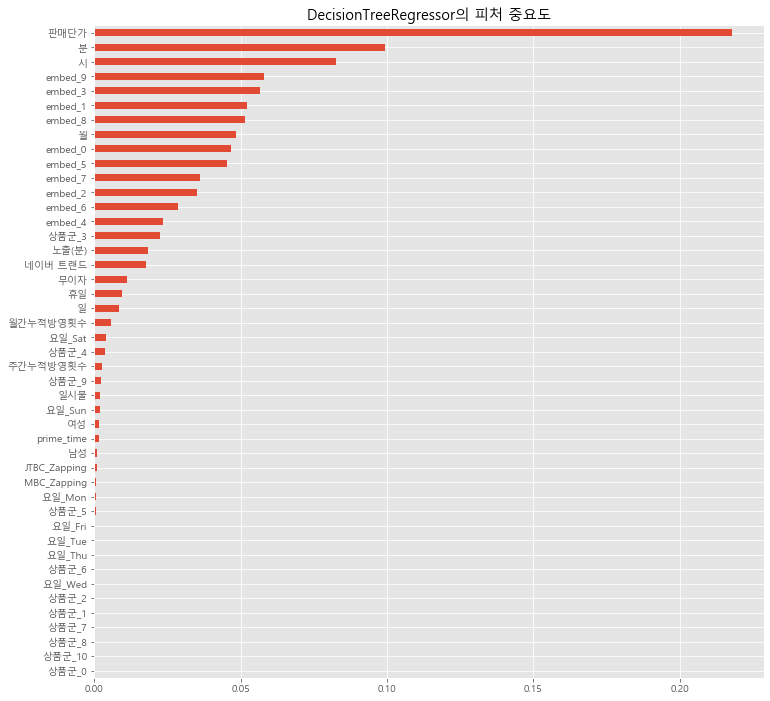 DecisionTreeRegressor의 피처 중요도
판매단가
분
시
embed_9
embed_3
embed_1
embed_8
월
embed_0
embed_5
embed_7
embed_2
embed_6
embed_4
상품군_3
노출(분)
네이버 트랜드
무이자
휴일
일
월간누적방영횟수
요일_Sat
상품군_4
주간누적방영횟수
상품군_9
일시불
요일_Sun
여성
prime_time
남성
JTBC_Zapping
MBC_Zapping
요일_Mon
상품군_5
요일_Fri
요일_Tue
요일_Thu
상품군_6
요일_Wed
상품군_2
상품군_1
상품군_7
상품군_8
상품군_10
상품군_0
0.00 0.05 0.10 0.15 0.20